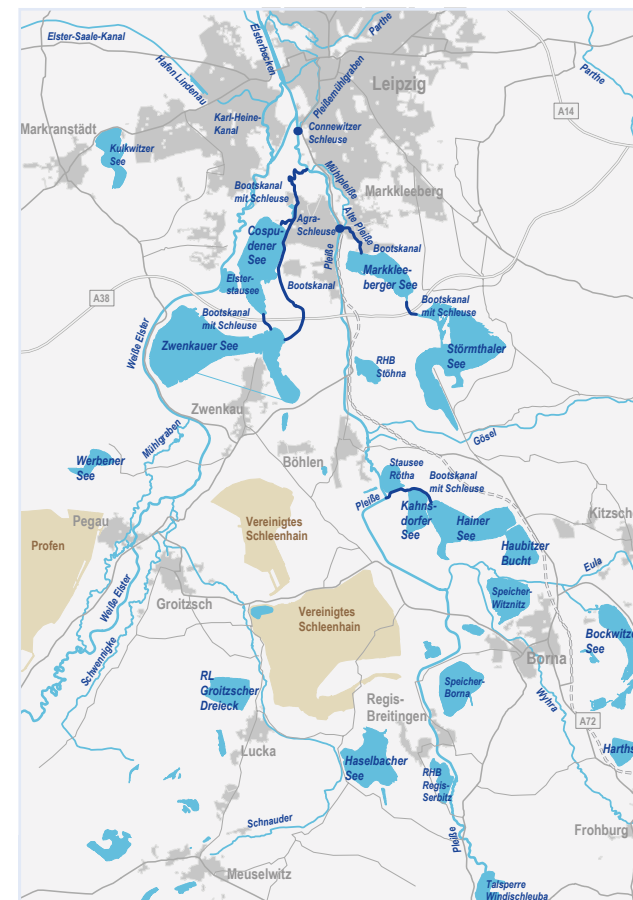 Elster-Saale-Kanal
Elsterbecken
Parthe
Hafen Lindenau
Pleißemühlgraben
Leipzig
Parthe
A14
Karl-Heine-
Kanal
Markranstädt
Connewitzer
Schleuse
Kulkwitzer
See
Mühlpleiße
Bootskanal
mit Schleuse
Markkleeberg
Alte Pleiße
Agra-
Schleuse
Cospu-
dener
See
Pleiße
Bootskanal
Markklee-
berger See
Elster-
stausee
Bootskanal
A38
Bootskanal
mit Schleuse
Bootskanal
mit Schleuse
Weiße Elster
Zwenkauer See
Störmthaler
See
RHB
Stöhna
Zwenkau
Mühlgraben
Gösel
Werbener
See
Böhlen
Stausee
Rötha
Bootskanal
mit Schleuse
Pleiße
Kahns-
dorfer
See
Hainer
See
Kitzsch
Pegau
Vereinigtes
Schleenhain
Profen
Haubitzer
Bucht
Eula
Weiße Elster
Groitzsch
Speicher-
Witznitz
Vereinigtes
Schleenhain
Schwennigke
Bockwitze
See
Borna
RL
Groitzscher
Dreieck
Speicher-
Borna
Regis-
Breitingen
Wyhra
A72
Lucka
Haselbacher
See
Harths
RHB
Regis-
Serbitz
Schnauder
Pleiße
Frohburg
Meuselwitz
Talsperre
Windischleuba